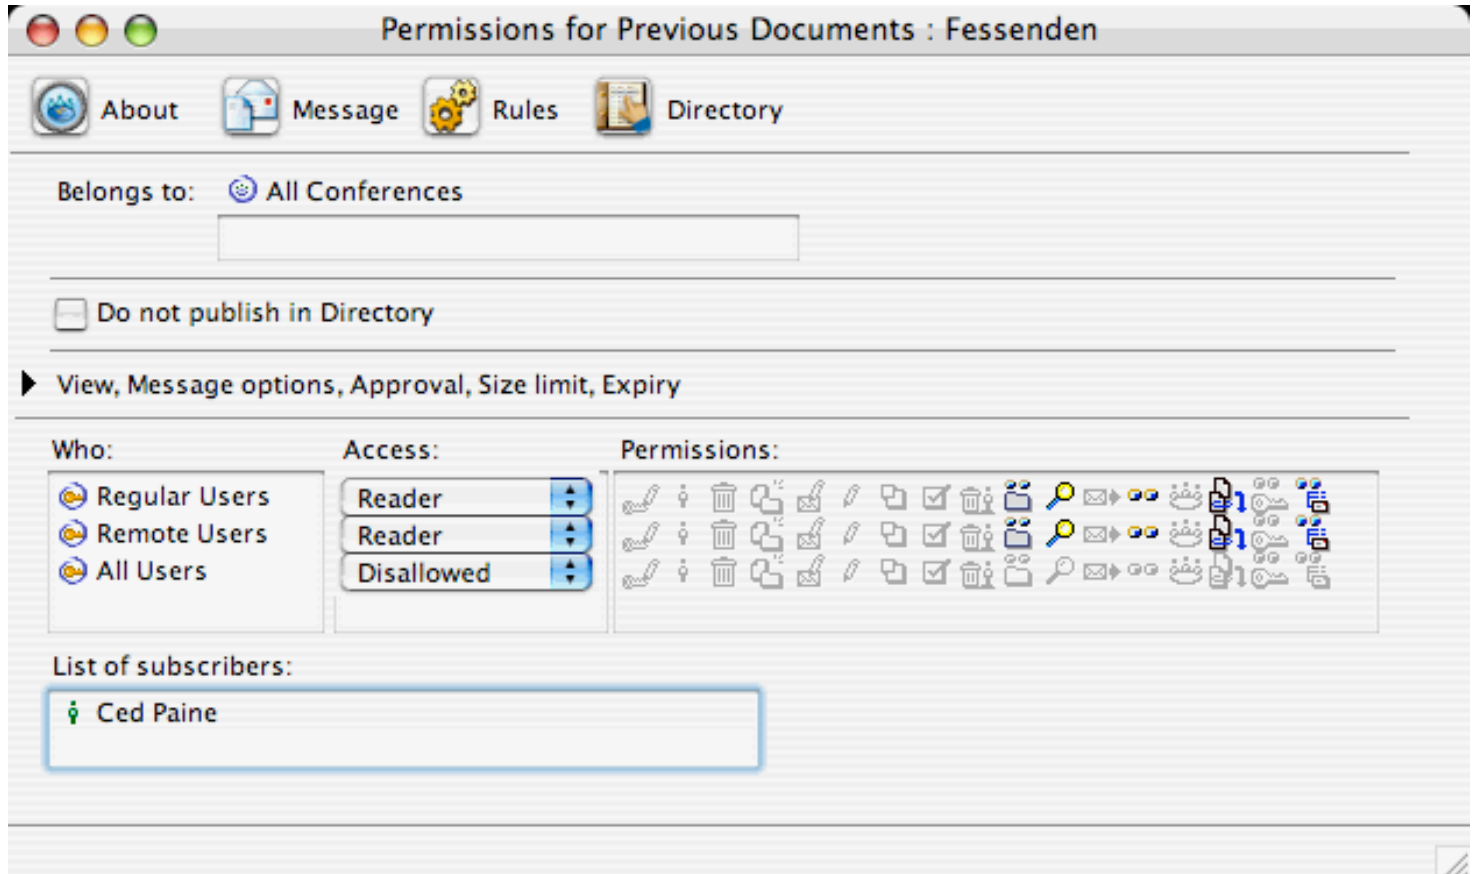 Permissions for Previous Documents : Fessenden
About Message Rules Directory
Belongs to: All Conferences
Do not publish in Directory
View, Message options, Approval, Size limit, Expiry
Who: Access: Permissions:
Regular Users Reader
Remote Users Reader
All Users Disallowed
List of subscribers:
Ced Paine